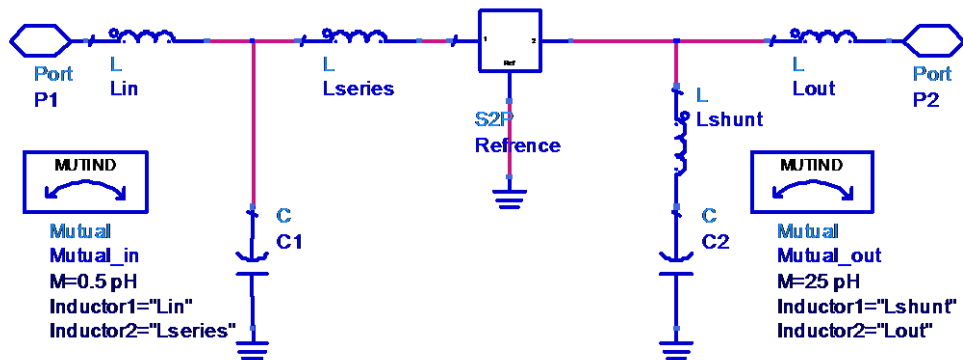 1
2
Ref
Port
P1
L
Lin
L
Lseries
S2P
Refrence
L
Lshunt
L
Lout
Port
P2
MUTIND
Mutual
Mutual_in
M=0.5 pH
Inductor1="Lin"
Inductor2="Lseries"
C
C1
C
C2
MUTIND
Mutual
Mutual_out
M=25 pH
Inductor1="Lshunt"
Inductor2="Lout"